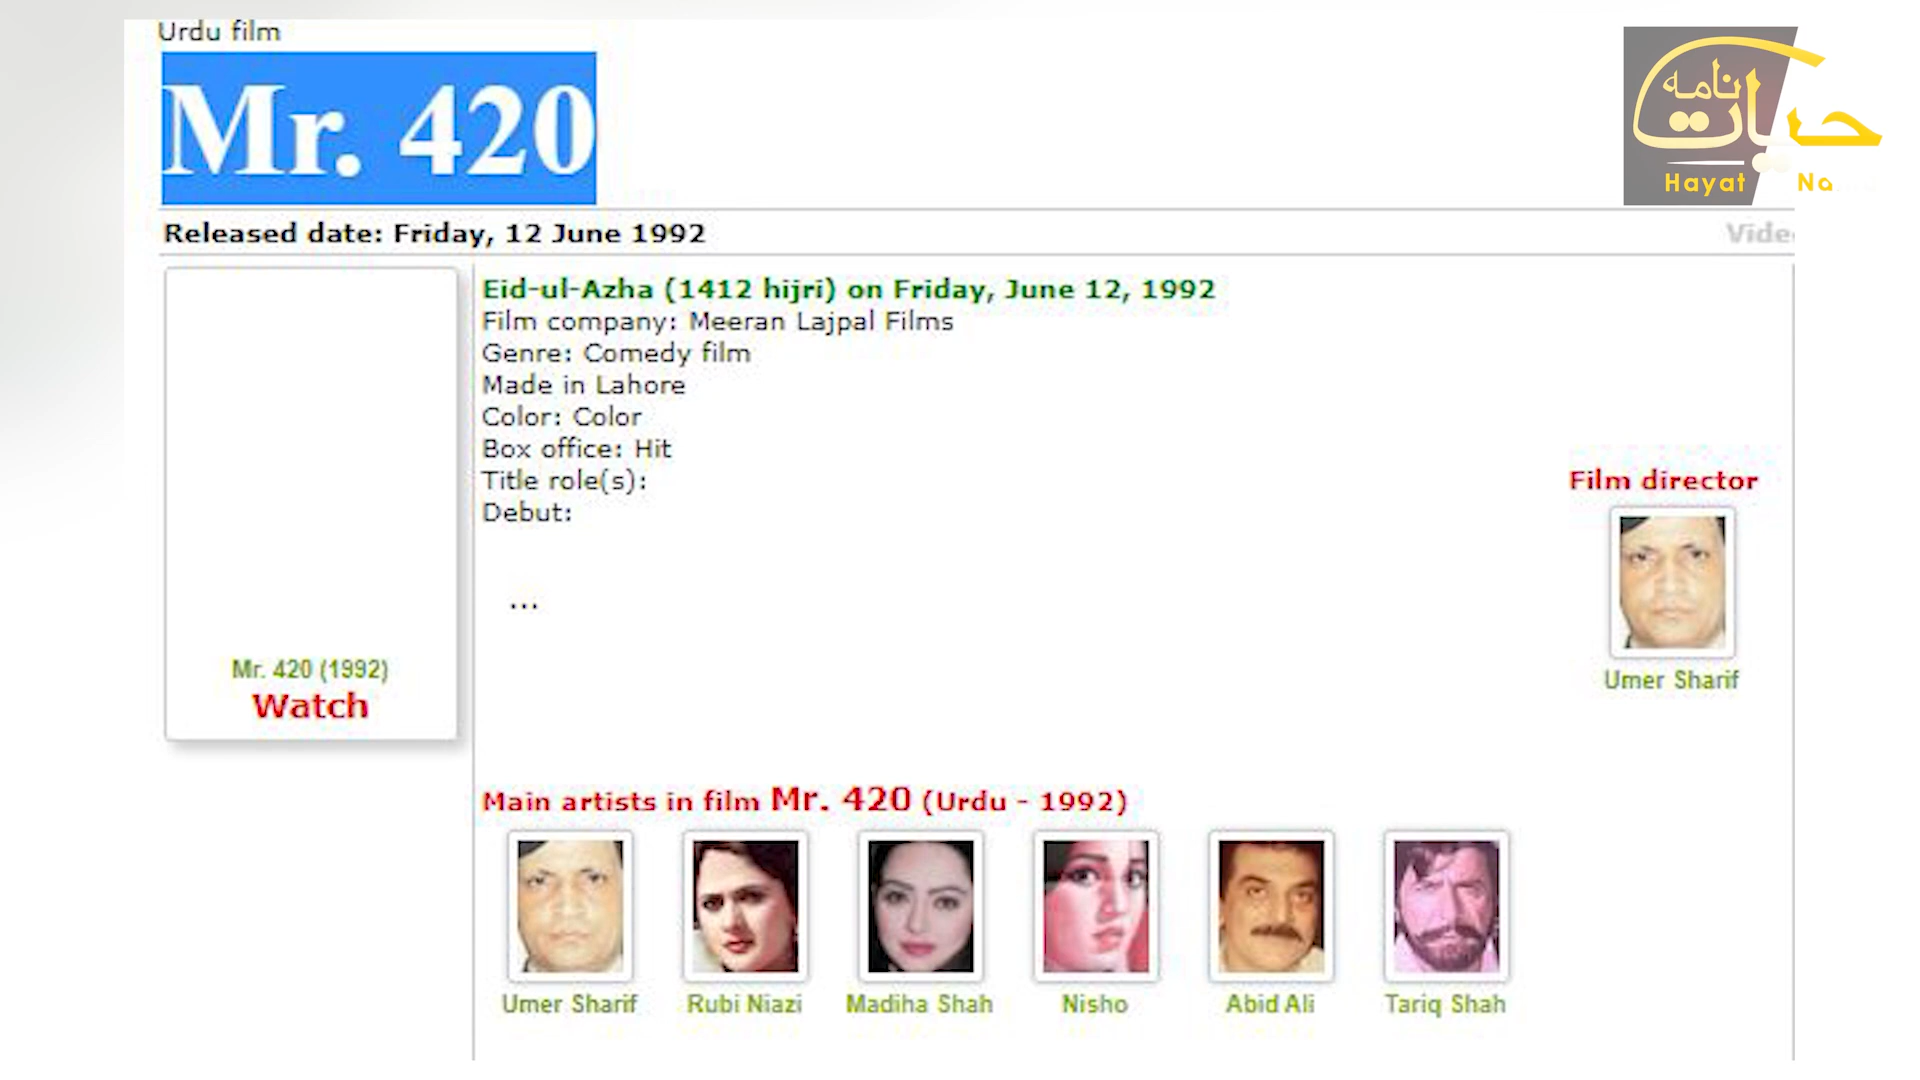 Urdu film
Mr. 420
حیات نامہ
Hayat Na
Released date: Friday, 12 June 1992
Eid-ul-Azha (1412 hijri) on Friday, June 12, 1992
Film company: Meeran Lajpal Films
Genre: Comedy film
Made in Lahore
Color: Color
Box office: Hit
Title role(s):
Debut:
...
Mr. 420 (1992)
Watch
Film director
Umer Sharif
Main artists in film Mr. 420 (Urdu - 1992)
Umer Sharif
Rubi Niazi
Madiha Shah
Nisho
Abid Ali
Tariq Shah